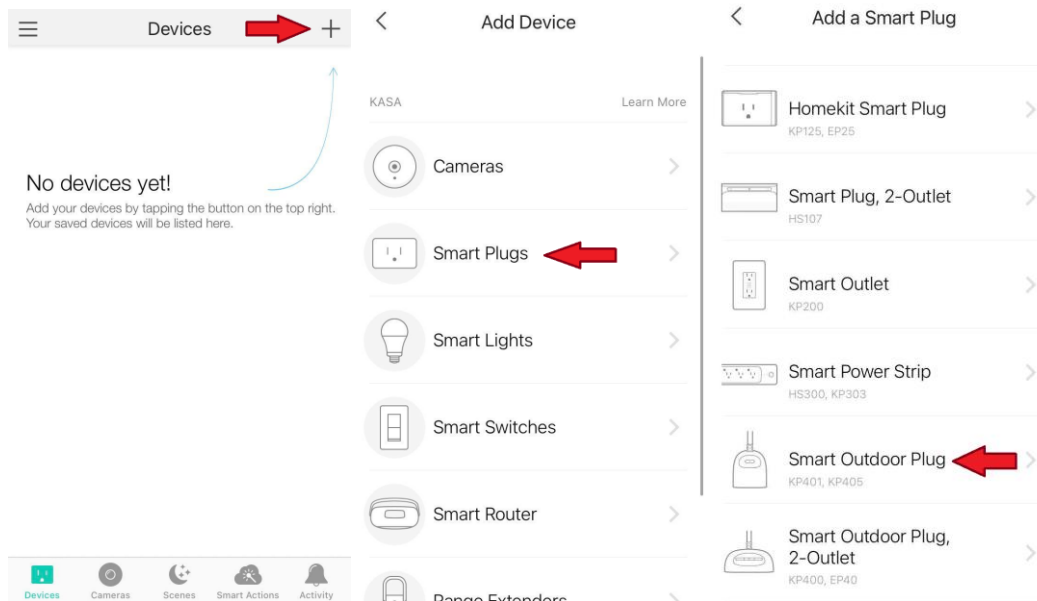 Devices
No devices yet!
Add your devices by tapping the button on the top right.
Your saved devices will be listed here.
Devices
Cameras
Scenes
Smart Actions
Activity
Add Device
KASA
Learn More
Cameras
Smart Plugs
Smart Lights
Smart Switches
Smart Router
Range Extenders
Add a Smart Plug
Homekit Smart Plug
KP125, EP25
Smart Plug, 2-Outlet
HS107
Smart Outlet
KP200
Smart Power Strip
HS300, KP303
Smart Outdoor Plug
KP401, KP405
Smart Outdoor Plug,
2-Outlet
KP400, EP40